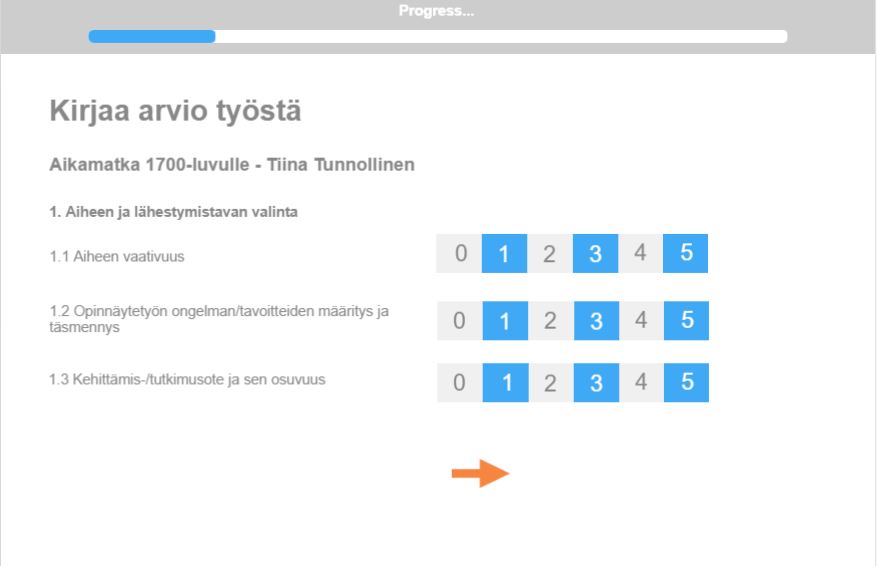 Progress...
Kirjaa arvio työstä
Aikamatka 1700-luvulle - Tiina Tunnollinen
1. Aiheen ja lähestymistavan valinta
1.1 Aiheen vaativuus
0 1 2 3 4 5
1.2 Opinnäytetyön ongelman/tavoitteiden määritys ja
täsmennys
0 1 2 3 4 5
1.3 Kehittämis-/tutkimusote ja sen osuvuus
0 1 2 3 4 5